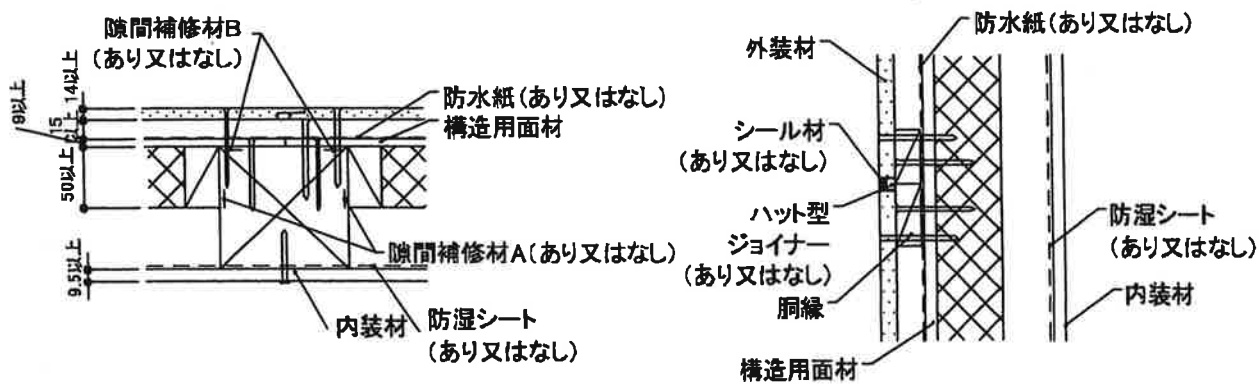 隙間補修材B
(あり又はなし)
防水紙(あり又はなし)
構造用面材
14以上
15以上
9以上
50以上
9.5以上
隙間補修材A(あり又はなし)
内装材
防湿シート
(あり又はなし)
防水紙(あり又はなし)
外装材
シール材
(あり又はなし)
ハット型
ジョイナー
(あり又はなし)
胴縁
構造用面材
防湿シート
(あり又はなし)
内装材